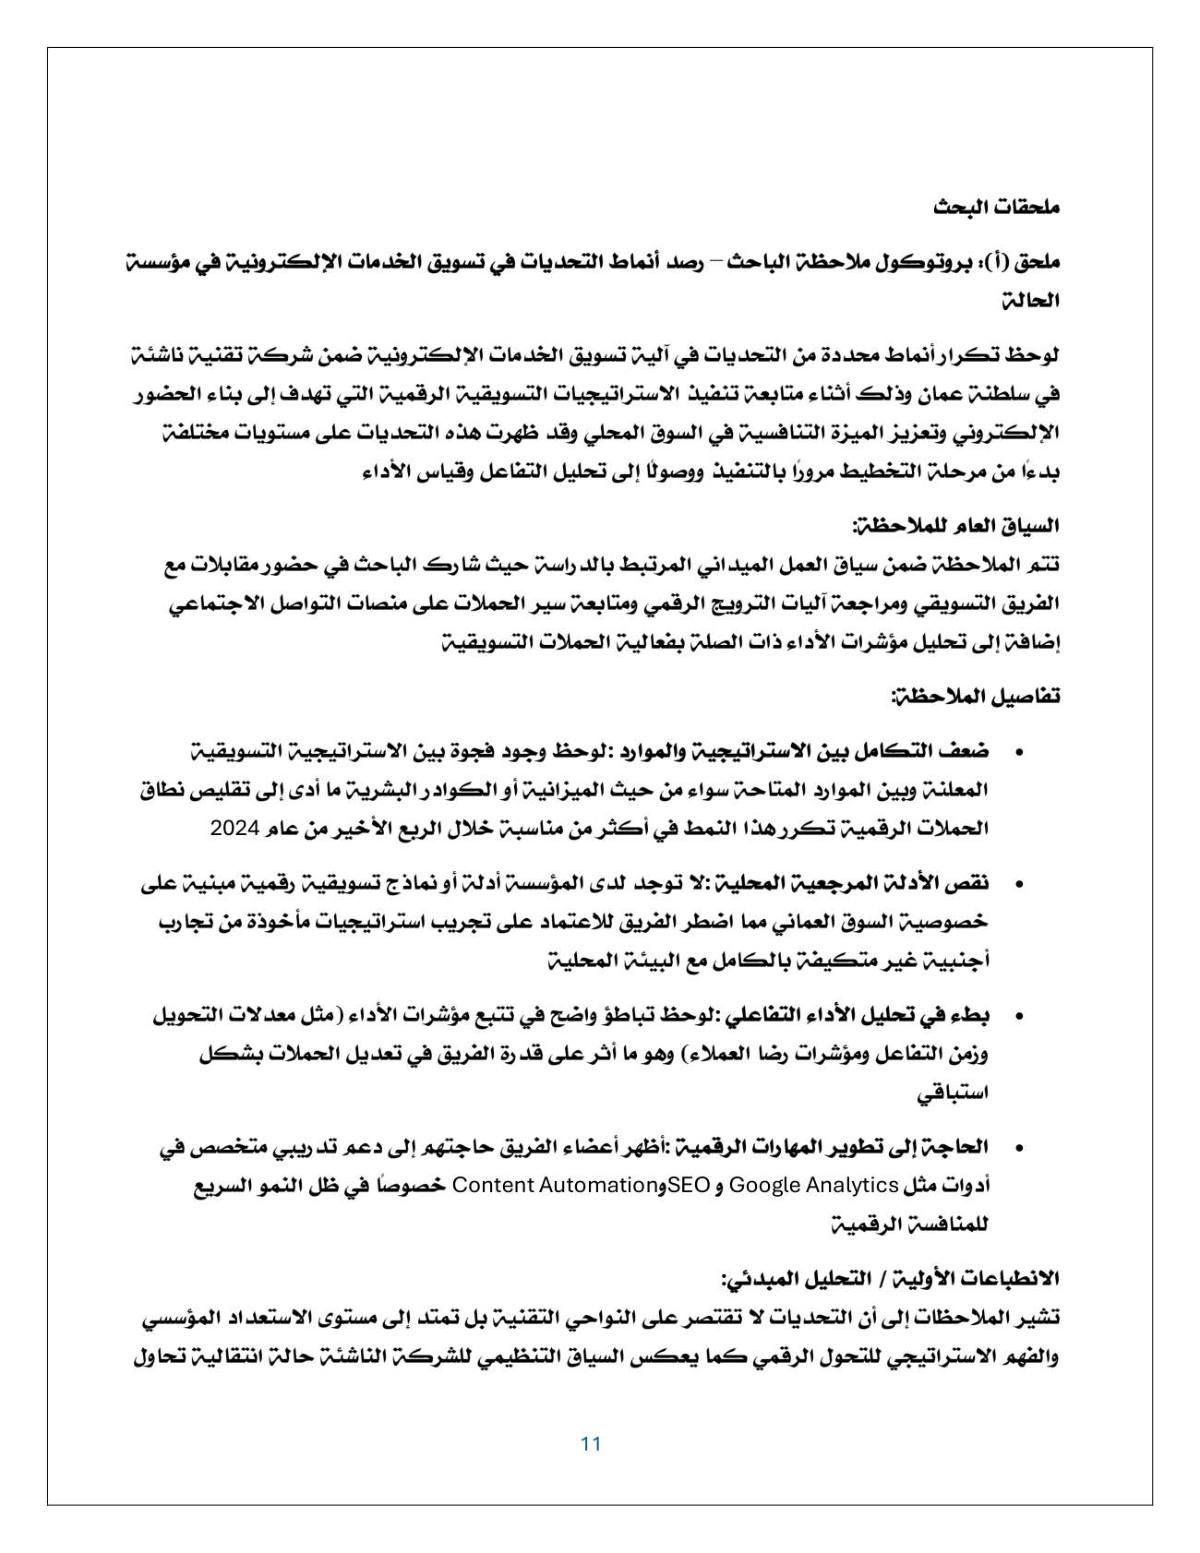 ملحقات البحث
ملحق (أ): بروتوكول ملاحظة الباحث – رصد أنماط التحديات في تسويق الخدمات الإلكترونية في مؤسسة
الحالة
لوحظ تكرار أنماط محددة من التحديات في آلية تسويق الخدمات الإلكترونية ضمن شركة تقنية ناشئة
في سلطنة عمان وذلك أثناء متابعة تنفيذ الاستراتيجيات التسويقية الرقمية التي تهدف إلى بناء الحضور
الإلكتروني وتعزيز الميزة التنافسية في السوق المحلي وقد ظهرت هذه التحديات على مستويات مختلفة
بدءًا من مرحلة التخطيط مرورًا بالتنفيذ ووصولًا إلى تحليل التفاعل وقياس الأداء
السياق العام للملاحظة:
تتم الملاحظة ضمن سياق العمل الميداني المرتبط بالدراسة حيث شارك الباحث في حضور مقابلات مع
الفريق التسويقي ومراجعة آليات الترويج الرقمي ومتابعة سير الحملات على منصات التواصل الاجتماعي
إضافة إلى تحليل مؤشرات الأداء ذات الصلة بفعالية الحملات التسويقية
تفاصيل الملاحظة:
• ضعف التكامل بين الاستراتيجية والموارد :لوحظ وجود فجوة بين الاستراتيجية التسويقية
المعلنة وبين الموارد المتاحة سواء من حيث الميزانية أو الكوادر البشرية ما أدى إلى تقليص نطاق
الحملات الرقمية تكرر هذا النمط في أكثر من مناسبة خلال الربع الأخير من عام 2024
• نقص الأدلة المرجعية المحلية :لا توجد لدى المؤسسة أدلة أو نماذج تسويقية رقمية مبنية على
خصوصية السوق العماني مما اضطر الفريق للاعتماد على تجريب استراتيجيات مأخوذة من تجارب
أجنبية غير متكيفة بالكامل مع البيئة المحلية
• بطء في تحليل الأداء التفاعلي :لوحظ تباطؤ واضح في تتبع مؤشرات الأداء (مثل معدلات التحويل
وزمن التفاعل ومؤشرات رضا العملاء) وهو ما أثر على قدرة الفريق في تعديل الحملات بشكل
استباقي
• الحاجة إلى تطوير المهارات الرقمية :أظهر أعضاء الفريق حاجتهم إلى دعم تدريبي متخصص في
أدوات مثل Google Analytics و SEOوContent Automation خصوصًا في ظل النمو السريع
للمنافسة الرقمية
الانطباعات الأولية / التحليل المبدئي:
تشير الملاحظات إلى أن التحديات لا تقتصر على النواحي التقنية بل تمتد إلى مستوى الاستعداد المؤسسي
والفهم الاستراتيجي للتحول الرقمي كما يعكس السياق التنظيمي للشركة الناشئة حالة انتقالية تحاول
11